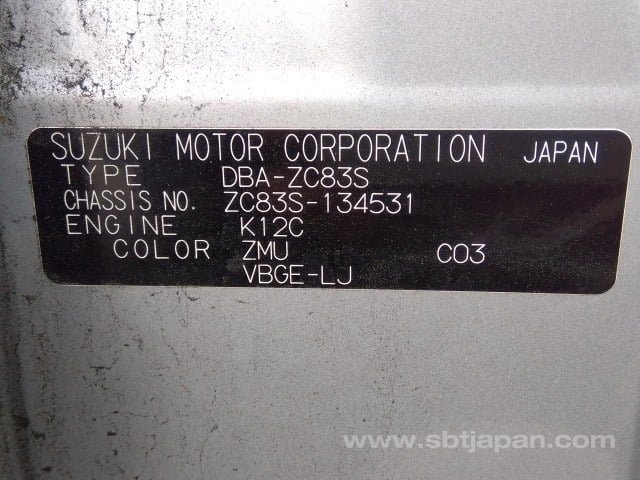 SUZUKI MOTOR CORPORATION JAPAN
TYPE DBA-ZC83S
CHASSIS NO. ZC83S-134531
ENGINE K12C
COLOR ZMU C03
VBGE-LJ
www.sbtjapan.com